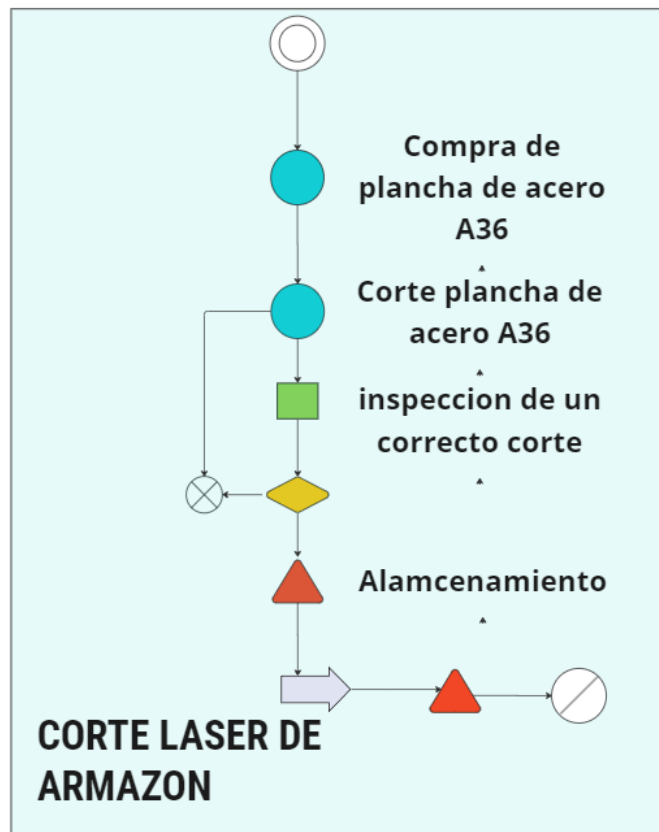 Compra de
plancha de acero
A36
Corte plancha de
acero A36
inspeccion de un
correcto corte
Alamcenamiento
CORTE LASER DE
ARMAZON